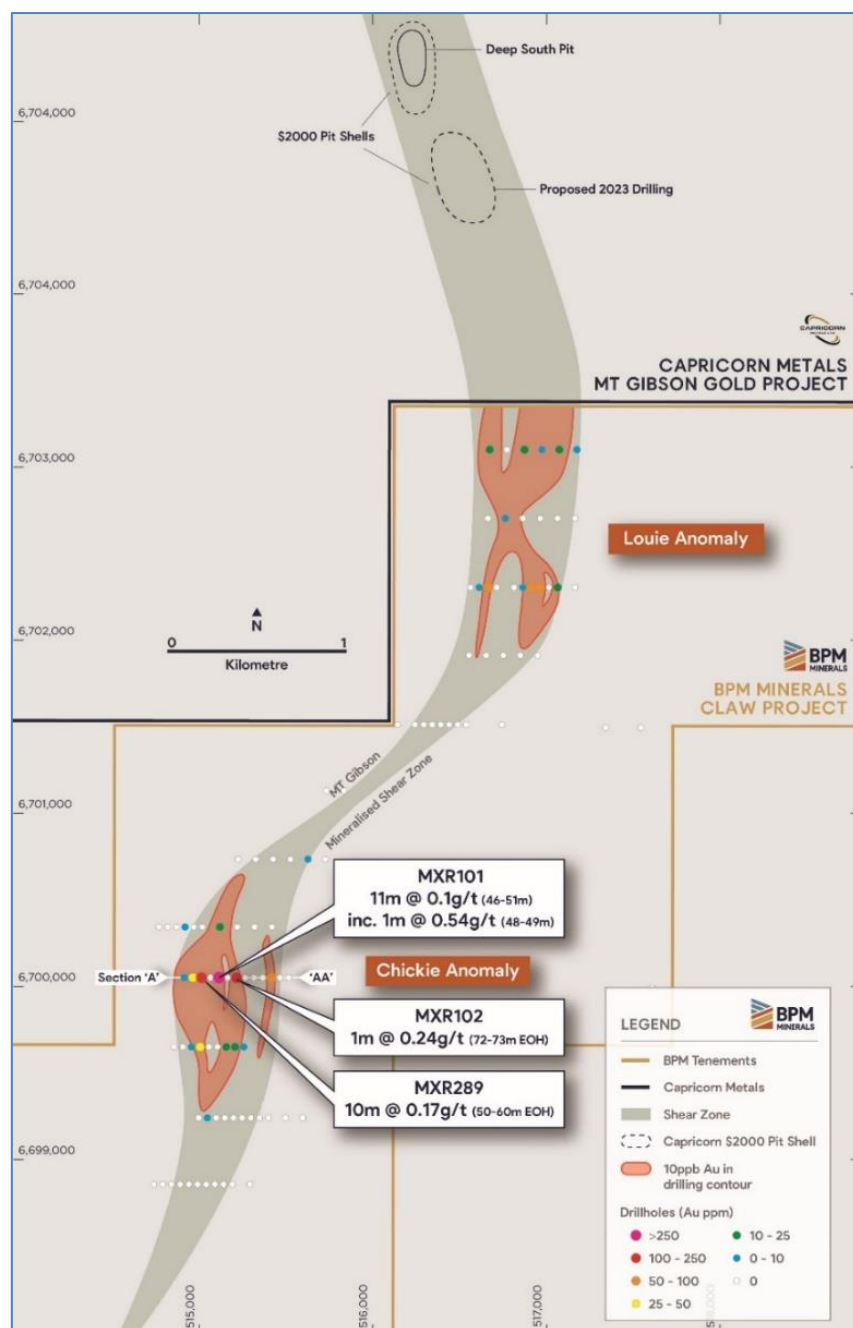 Deep South Pit
6,704,000
$2000 Pit Shells
Proposed 2023 Drilling
6,704,000
CAPRICORN
CAPRICORN METALS
MT GIBSON GOLD PROJECT
6,703,000
Louie Anomaly
6,702,000
0 1
N
Kilometre
BPM
MINERALS
BPM MINERALS
CLAW PROJECT
MT Gibson
Mineralised Shear Zone
6,701,000
MXR101
11m @ 0.1g/t (46-51m)
inc. 1m @ 0.54g/t (48-49m)
6,700,000
Section ‘A’
‘AA’
Chickie Anomaly
MXR102
1m @ 0.24g/t (72-73m EOH)
MXR289
10m @ 0.17g/t (50-60m EOH)
6,699,000
LEGEND
BPM
MINERALS
BPM Tenements
Capricorn Metals
Shear Zone
Capricorn $2000 Pit Shell
10ppb Au in
drilling contour
Drillholes (Au ppm)
>250
10 - 25
100 - 250
0 - 10
50 - 100
0
25 - 50
515,000
516,000
517,000
518,000